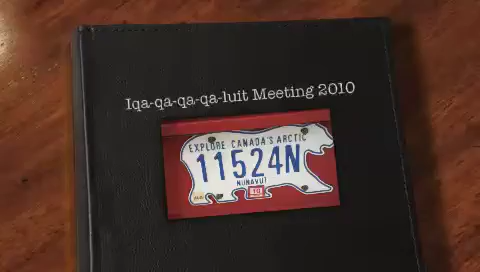 Iqa-qa-qa-qa-luit Meeting 2010
EXPLORE CANADA'S ARCTIC
11524N
NUNAVUT